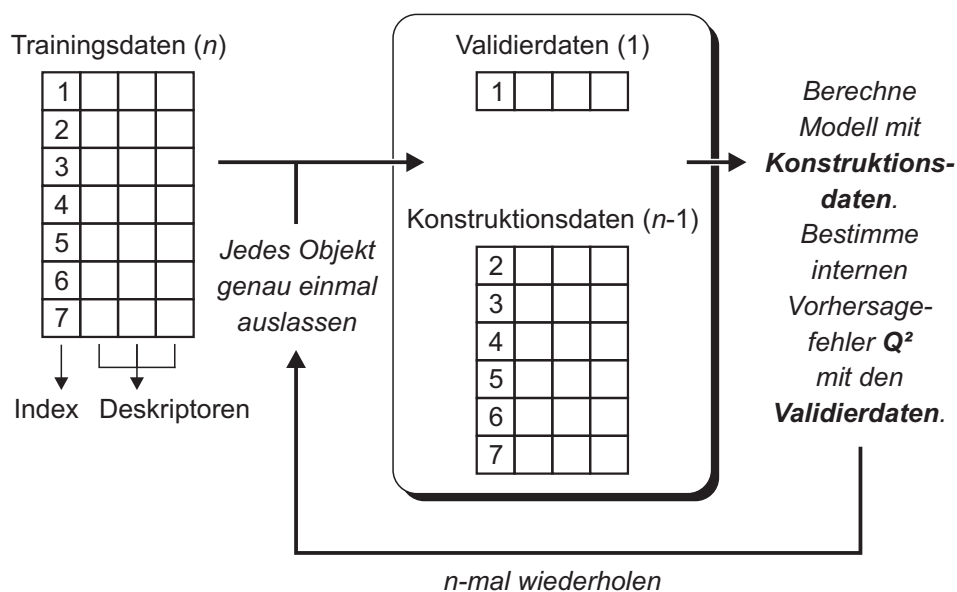 Trainingsdaten (n)
1
2
3
4
5
6
7
Index Deskriptoren
Jedes Objekt
genau einmal
auslassen
Validierdaten (1)
1
Konstruktionsdaten (n-1)
2
3
4
5
6
7
Berechne
Modell mit
Konstruktions-
daten.
Bestimme
internen
Vorhersage-
fehler Q²
mit den
Validierdaten.
n-mal wiederholen